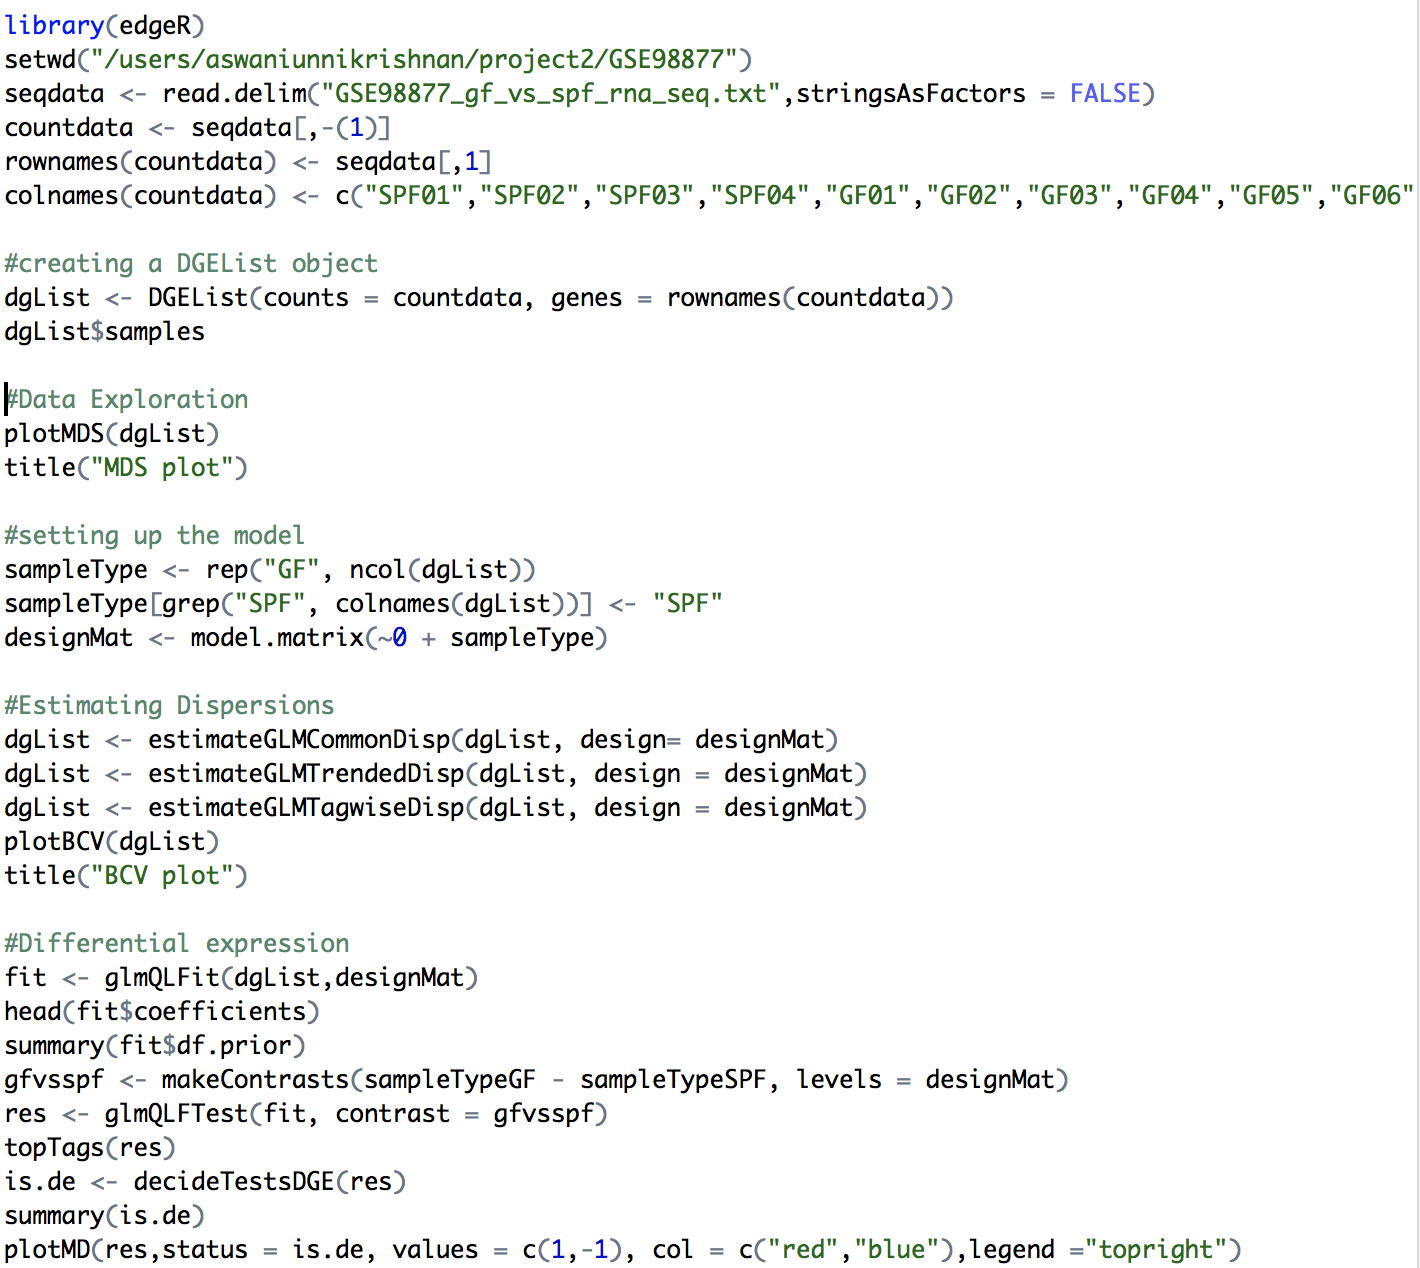 library(edgeR)
setwd("/users/aswaniunnikrishnan/project2/GSE98877")
seqdata <- read.delim("GSE98877_gf_vs_spf_rna_seq.txt",stringsAsFactors = FALSE)
countdata <- seqdata[,-(1)]
rownames(countdata) <- seqdata[,1]
colnames(countdata) <- c("SPF01","SPF02","SPF03","SPF04","GF01","GF02","GF03","GF04","GF05","GF06"
#creating a DGEList object
dgList <- DGEList(counts = countdata, genes = rownames(countdata))
dgList$samples
#Data Exploration
plotMDS(dgList)
title("MDS plot")
#setting up the model
sampleType <- rep("GF", ncol(dgList))
sampleType[grep("SPF", colnames(dgList))] <- "SPF"
designMat <- model.matrix(~0 + sampleType)
#Estimating Dispersions
dgList <- estimateGLMCommonDisp(dgList, design= designMat)
dgList <- estimateGLMTrendedDisp(dgList, design = designMat)
dgList <- estimateGLMTagwiseDisp(dgList, design = designMat)
plotBCV(dgList)
title("BCV plot")
#Differential expression
fit <- glmQLFit(dgList,designMat)
head(fit$coefficients)
summary(fit$df.prior)
gfvsspf <- makeContrasts(sampleTypeGF - sampleTypeSPF, levels = designMat)
res <- glmQLFTest(fit, contrast = gfvsspf)
topTags(res)
is.de <- decideTestsDGE(res)
summary(is.de)
plotMD(res,status = is.de, values = c(1,-1), col = c("red","blue"),legend ="topright")